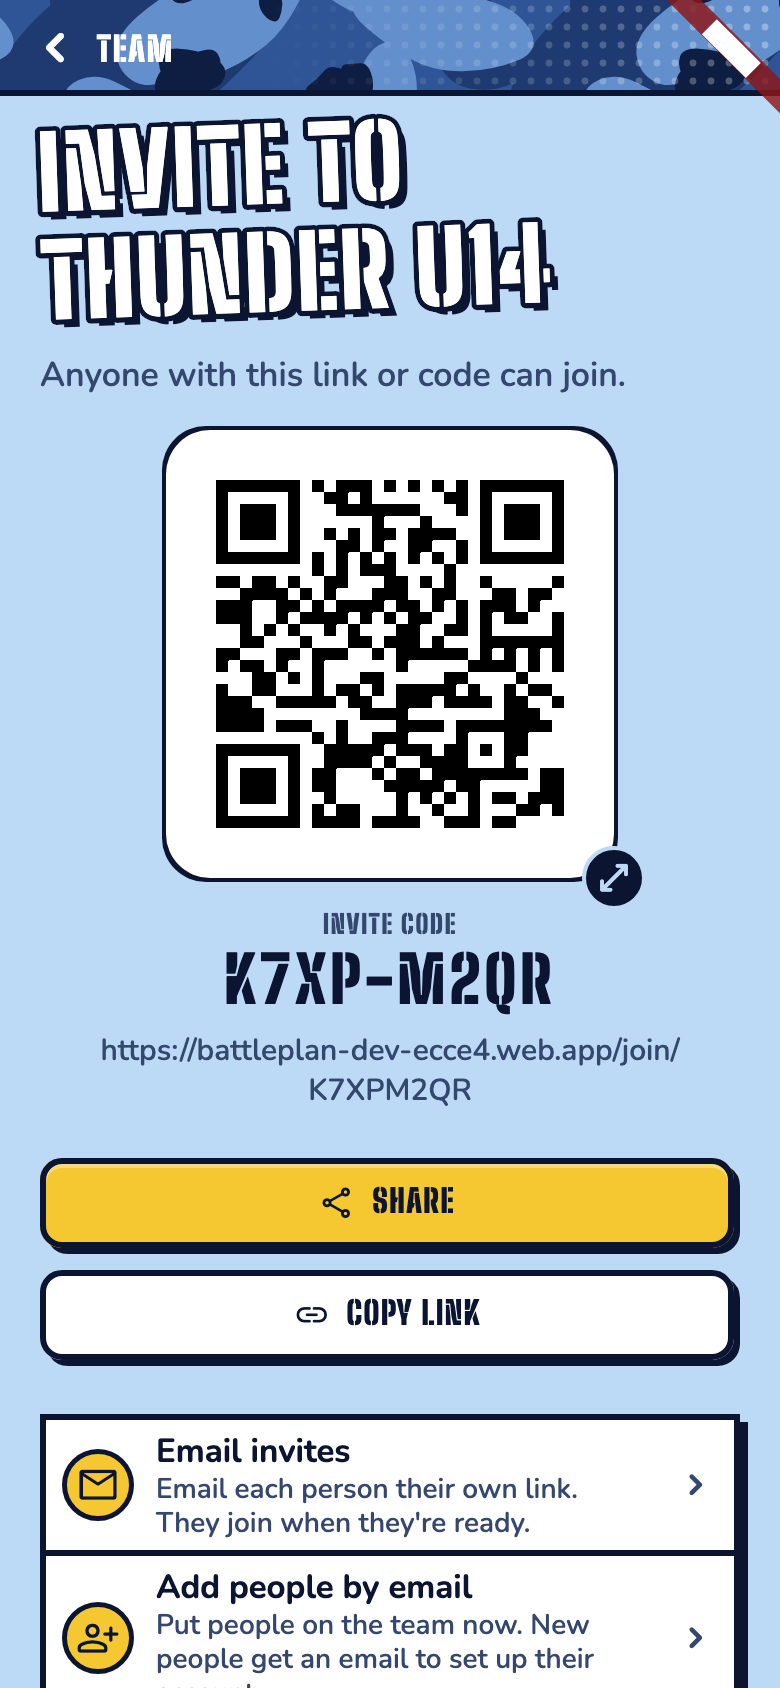 TEAM
INVITE TO
THUNDER U14
Anyone with this link or code can join.
INVITE CODE
K7XP-M2QR
https://battleplan-dev-ecce4.web.app/join/
K7XPM2QR
SHARE
COPY LINK
Email invites
Email each person their own link.
They join when they're ready.
Add people by email
Put people on the team now. New
people get an email to set up their